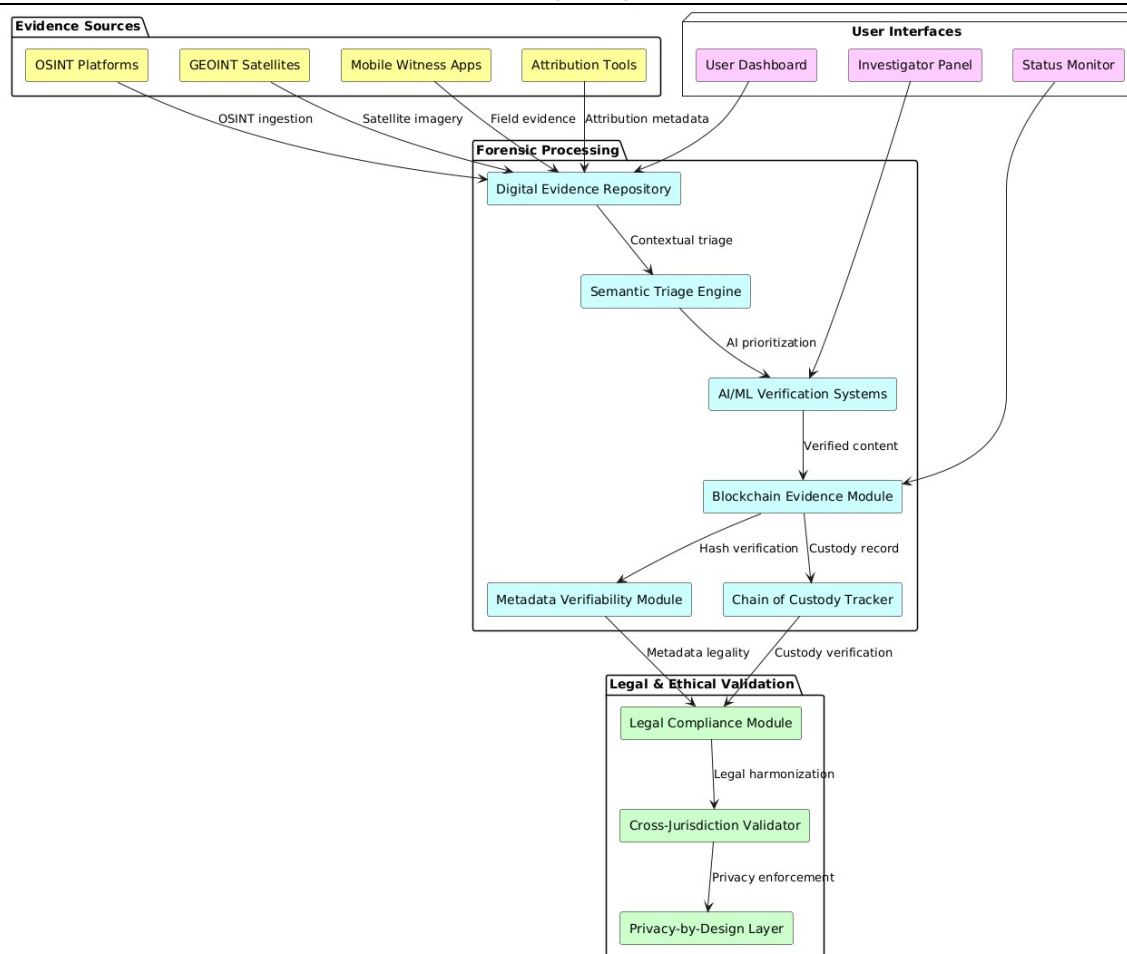 Evidence Sources
User Interfaces
OSINT Platforms
GEOINT Satellites
Mobile Witness Apps
Attribution Tools
User Dashboard
Investigator Panel
Status Monitor
OSINT ingestion
Satellite imagery
Field evidence
Attribution metadata
Forensic Processing
Digital Evidence Repository
Contextual triage
Semantic Triage Engine
AI prioritization
AI/ML Verification Systems
Verified content
Blockchain Evidence Module
Hash verification
Custody record
Metadata Verifiability Module
Chain of Custody Tracker
Metadata legality
Custody verification
Legal & Ethical Validation
Legal Compliance Module
Legal harmonization
Cross-Jurisdiction Validator
Privacy enforcement
Privacy-by-Design Layer